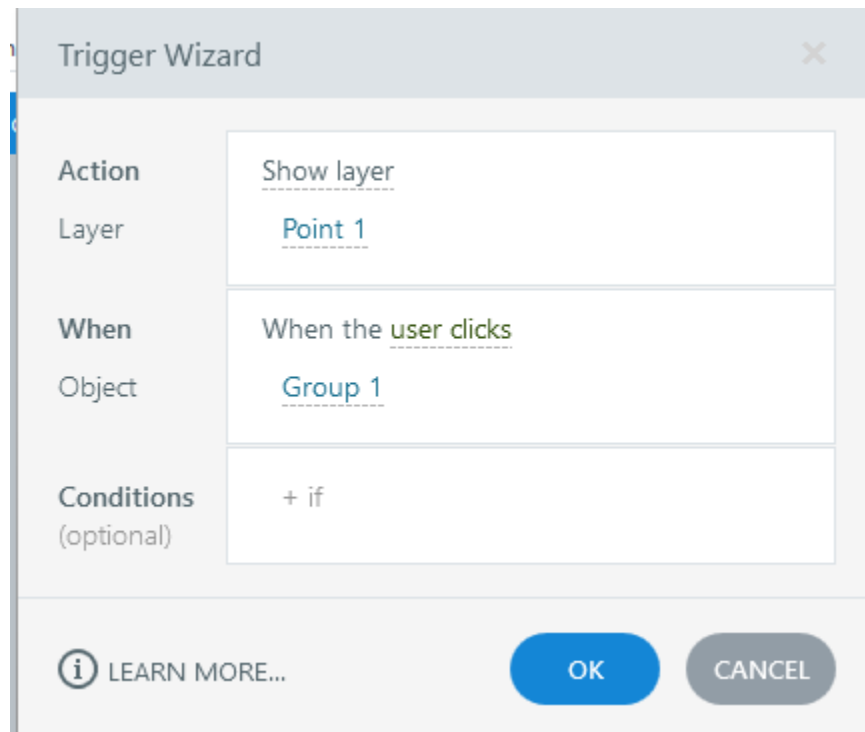 Trigger Wizard
Action
Show layer
Layer
Point 1
When
When the user clicks
Object
Group 1
Conditions
+ if
(optional)
LEARN MORE...
OK
CANCEL